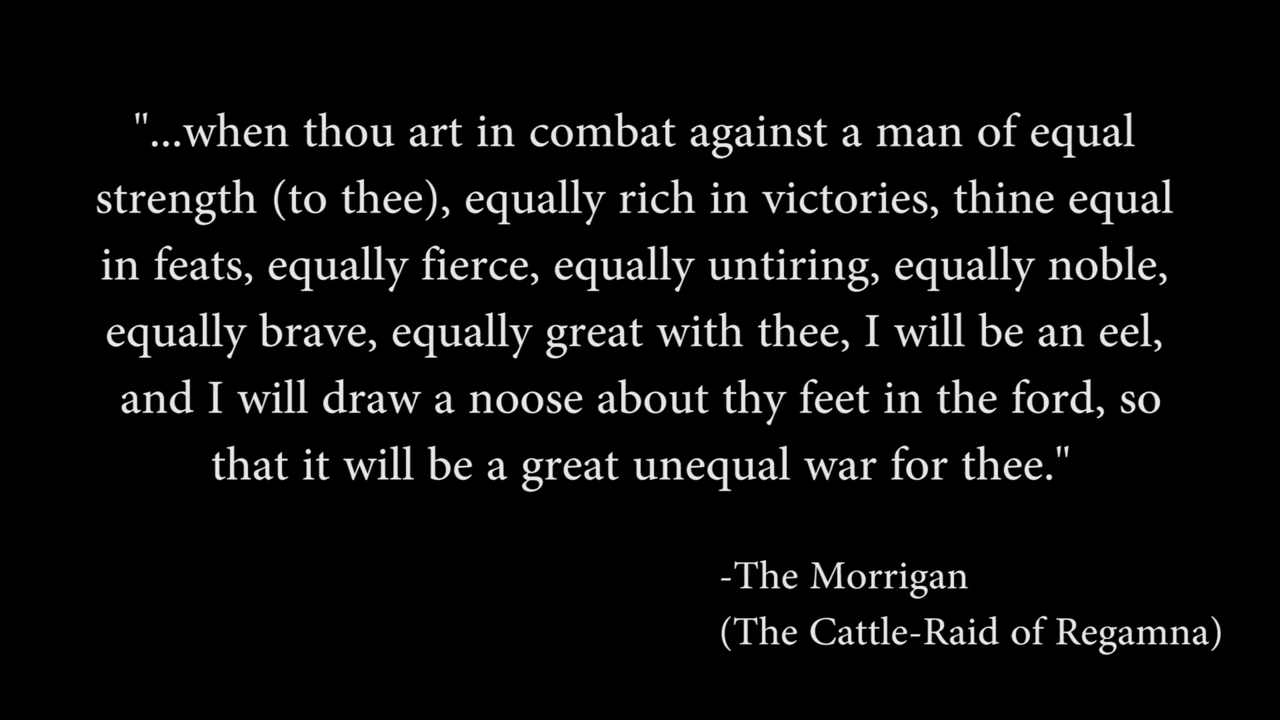 "...when thou art in combat against a man of equal
strength (to thee), equally rich in victories, thine equal
in feats, equally fierce, equally untiring, equally noble,
equally brave, equally great with thee, I will be an eel,
and I will draw a noose about thy feet in the ford, so
that it will be a great unequal war for thee."
-The Morrigan
(The Cattle-Raid of Regamna)